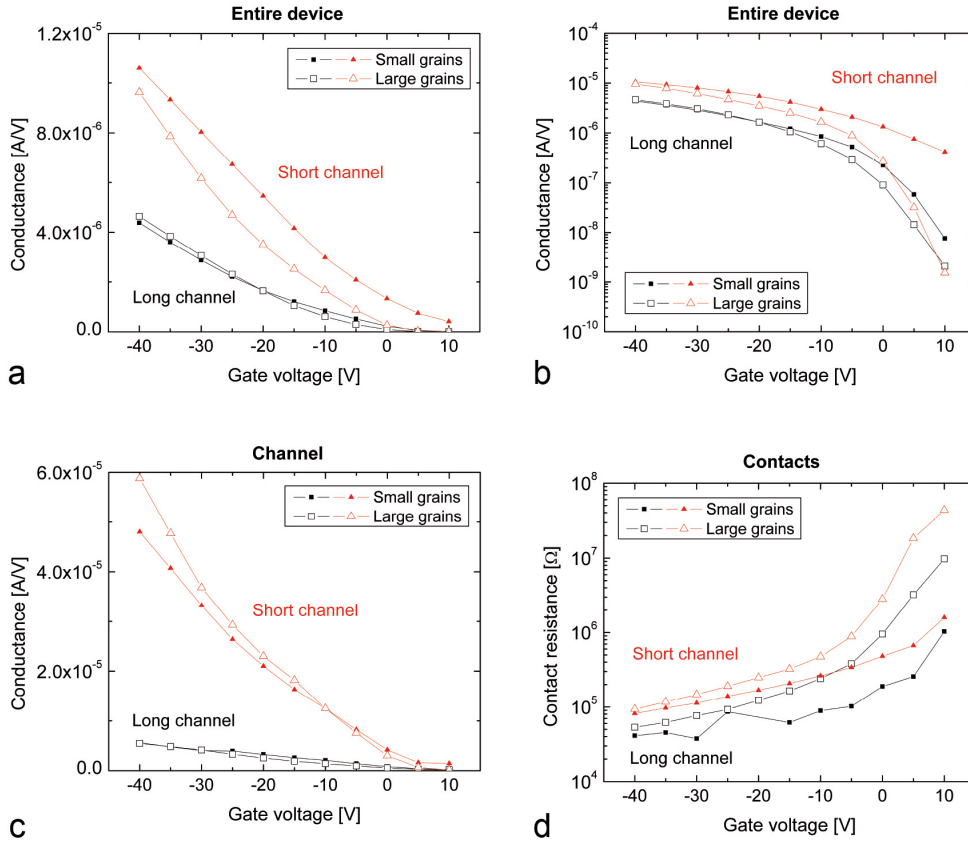 Entire device
1.2x10⁻⁵
8.0x10⁻⁶
4.0x10⁻⁶
0.0
Conductance [A/V]
Small grains
Large grains
Short channel
Long channel
-40 -30 -20 -10 0 10
Gate voltage [V]
a
Entire device
10⁻³
10⁻⁴
10⁻⁵
10⁻⁶
10⁻⁷
10⁻⁸
10⁻⁹
10⁻¹⁰
Conductance [A/V]
Short channel
Long channel
Small grains
Large grains
-40 -30 -20 -10 0 10
Gate voltage [V]
b
Channel
6.0x10⁻⁵
4.0x10⁻⁵
2.0x10⁻⁵
0.0
Conductance [A/V]
Small grains
Large grains
Short channel
Long channel
-40 -30 -20 -10 0 10
Gate voltage [V]
c
Contacts
10⁸
10⁷
10⁶
10⁵
10⁴
Contact resistance [Ω]
Small grains
Large grains
Short channel
Long channel
-40 -30 -20 -10 0 10
Gate voltage [V]
d